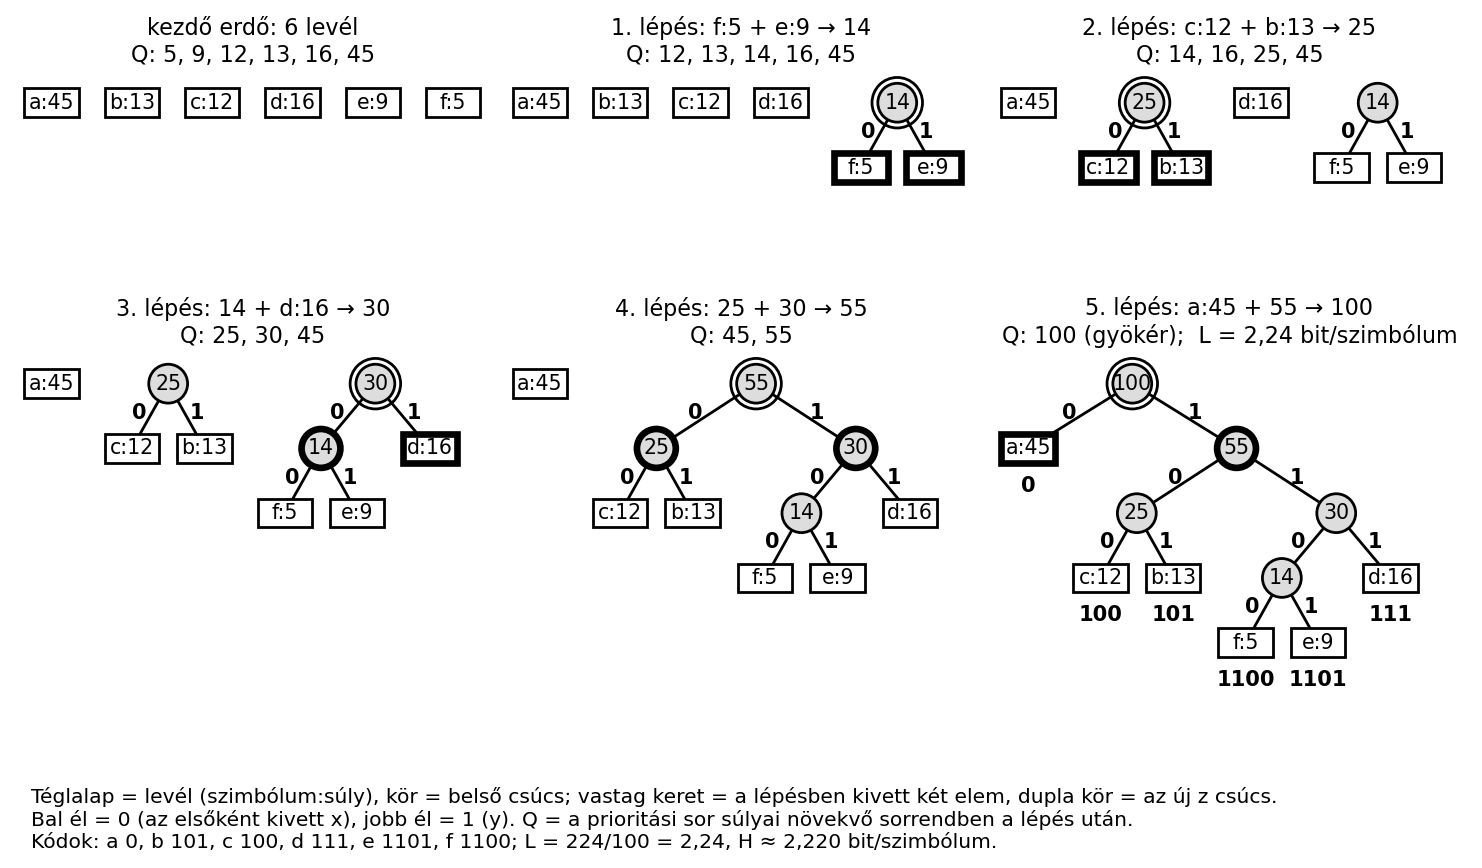 kezdő erdő: 6 levél
Q: 5, 9, 12, 13, 16, 45
a:45 b:13 c:12 d:16 e:9 f:5
1. lépés: f:5 + e:9 → 14
Q: 12, 13, 14, 16, 45
a:45 b:13 c:12 d:16 14
0 1
f:5 e:9
2. lépés: c:12 + b:13 → 25
Q: 14, 16, 25, 45
a:45 25 d:16 14
0 1 0 1
c:12 b:13 f:5 e:9
3. lépés: 14 + d:16 → 30
Q: 25, 30, 45
a:45 25 30
0 1 0 1
c:12 b:13 14 d:16
0 1
f:5 e:9
4. lépés: 25 + 30 → 55
Q: 45, 55
a:45 55
0 1
25 30
0 1 0 1
c:12 b:13 14 d:16
0 1
f:5 e:9
5. lépés: a:45 + 55 → 100
Q: 100 (gyökér); L = 2,24 bit/szimbólum
100
0 1
a:45 55
0 0 1
25 30
0 1 0 1
c:12 b:13 14 d:16
100 101 0 1 111
f:5 e:9
1100 1101
Téglalap = levél (szimbólum:súly), kör = belső csúcs; vastag keret = a lépésben kivett két elem, dupla kör = az új z csúcs.
Bal él = 0 (az elsőként kivett x), jobb él = 1 (y). Q = a prioritási sor súlyai növekvő sorrendben a lépés után.
Kódok: a 0, b 101, c 100, d 111, e 1101, f 1100; L = 224/100 = 2,24, H ≈ 2,220 bit/szimbólum.